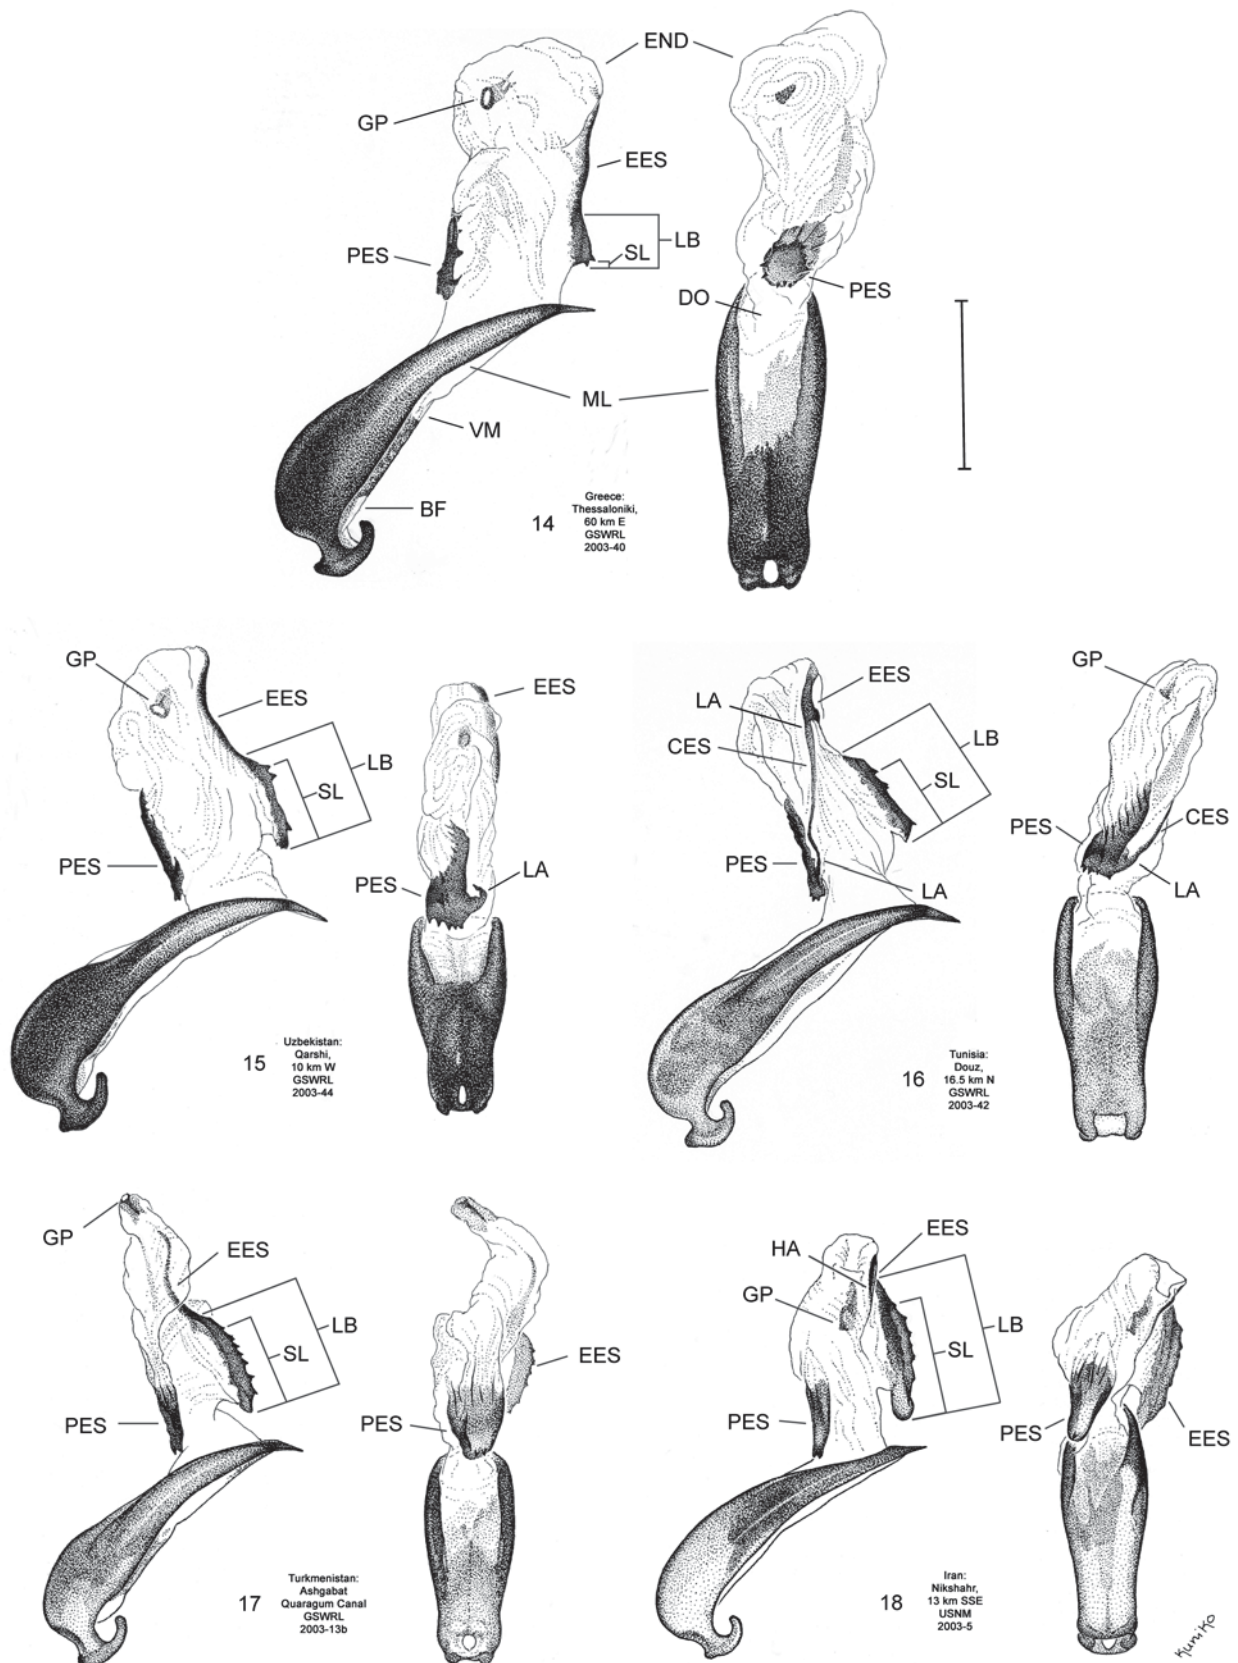 END
GP
EES
PES
LB
SL
PES
DO
ML
VM
BF
14
Greece:
Thessaloniki,
60 km E
GSWRL
2003-40
GP
EES
LB
SL
PES
EES
PES
LA
15
Uzbekistan:
Qarshi,
10 km W
GSWRL
2003-44
GP
EES
LA
CES
LB
SL
PES
LA
PES
CES
LA
16
Tunisia:
Douz,
16.5 km N
GSWRL
2003-42
GP
EES
LB
SL
PES
EES
PES
17
Turkmenistan:
Ashgabat
Quaragum Canal
GSWRL
2003-13b
HA
EES
GP
LB
SL
PES
PES
EES
18
Iran:
Nikshahr,
13 km SSE
USNM
2003-5
Kuniko